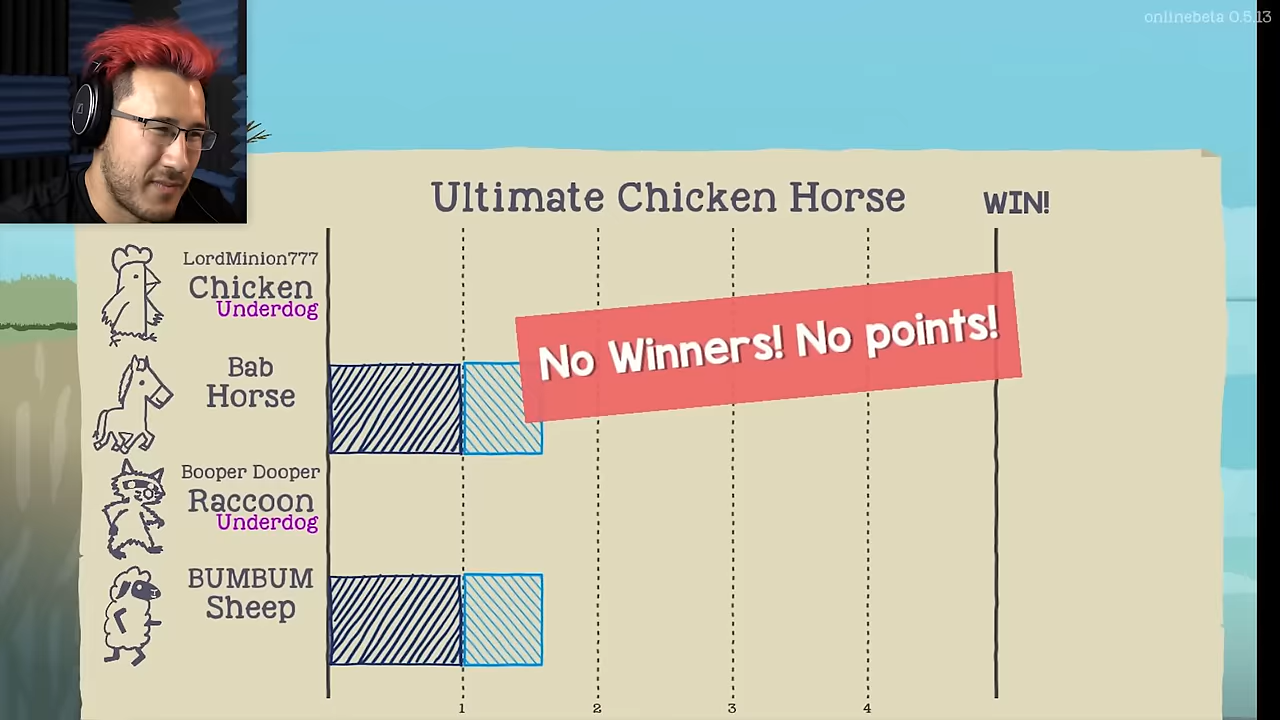 onlinebeta 0.5.13
Ultimate Chicken Horse
WIN!
LordMinion777
Chicken
Underdog
No Winners! No points!
Bab
Horse
Booper Dooper
Raccoon
Underdog
BUMBUM
Sheep
1 2 3 4